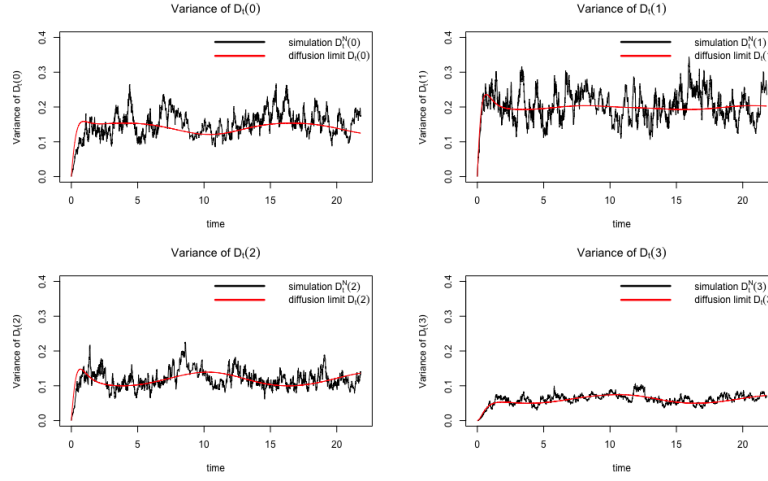 Variance of Dₜ(0)
simulation Dₜᴺ(0)
diffusion limit Dₜ(0)
Variance of Dₜ(0)
0.0 0.1 0.2 0.3 0.4
0 5 10 15 20
time
Variance of Dₜ(1)
simulation Dₜᴺ(1)
diffusion limit Dₜ(1
Variance of Dₜ(1)
0.0 0.1 0.2 0.3 0.4
0 5 10 15 20
time
Variance of Dₜ(2)
simulation Dₜᴺ(2)
diffusion limit Dₜ(2)
Variance of Dₜ(2)
0.0 0.1 0.2 0.3 0.4
0 5 10 15 20
time
Variance of Dₜ(3)
simulation Dₜᴺ(3)
diffusion limit Dₜ(3
Variance of Dₜ(3)
0.0 0.1 0.2 0.3 0.4
0 5 10 15 20
time